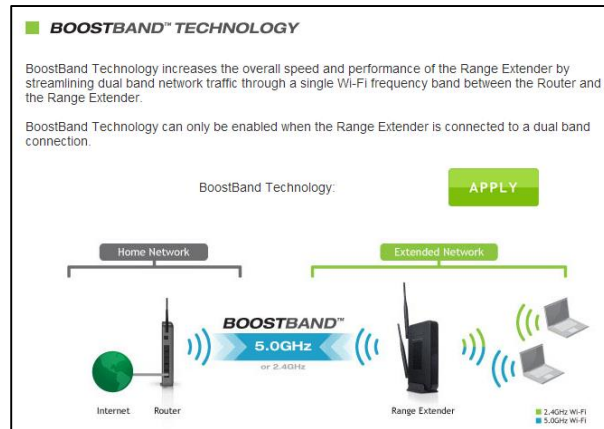 BOOSTBAND™ TECHNOLOGY
BoostBand Technology increases the overall speed and performance of the Range Extender by
streamlining dual band network traffic through a single Wi-Fi frequency band between the Router and
the Range Extender.
BoostBand Technology can only be enabled when the Range Extender is connected to a dual band
connection.
BoostBand Technology: APPLY
Home Network Extended Network
BOOSTBAND™
5.0GHz
or 2.4GHz
Internet Router Range Extender
2.4GHz Wi-Fi
5.0GHz Wi-Fi